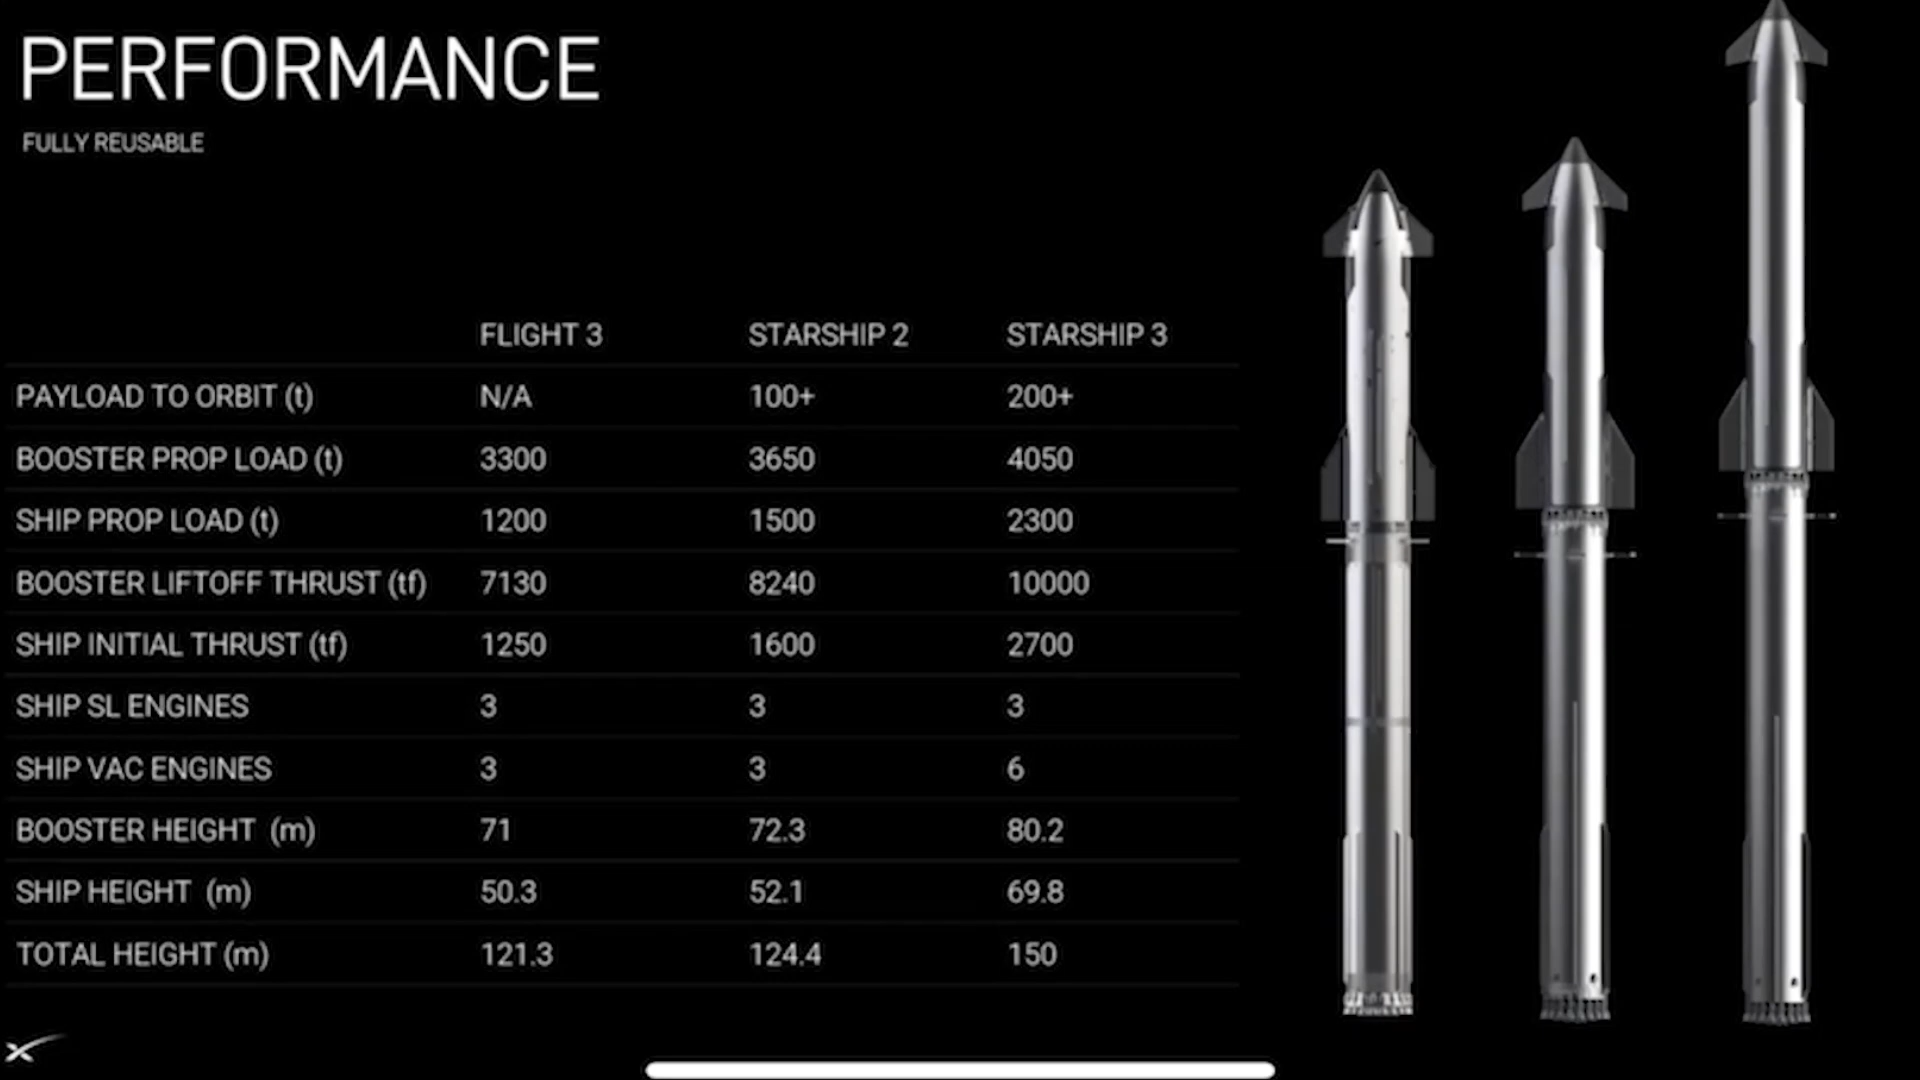 PERFORMANCE
FULLY REUSABLE
FLIGHT 3 STARSHIP 2 STARSHIP 3
PAYLOAD TO ORBIT (t) N/A 100+ 200+
BOOSTER PROP LOAD (t) 3300 3650 4050
SHIP PROP LOAD (t) 1200 1500 2300
BOOSTER LIFTOFF THRUST (tf) 7130 8240 10000
SHIP INITIAL THRUST (tf) 1250 1600 2700
SHIP SL ENGINES 3 3 3
SHIP VAC ENGINES 3 3 6
BOOSTER HEIGHT (m) 71 72.3 80.2
SHIP HEIGHT (m) 50.3 52.1 69.8
TOTAL HEIGHT (m) 121.3 124.4 150